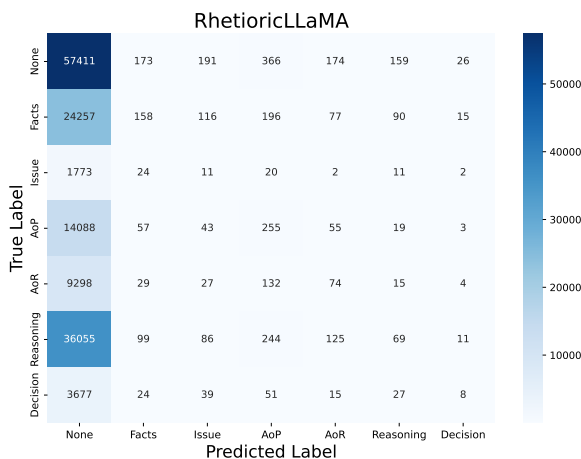 RhetioricLLaMA
None 57411 173 191 366 174 159 26
Facts 24257 158 116 196 77 90 15
Issue 1773 24 11 20 2 11 2
AoP 14088 57 43 255 55 19 3
AoR 9298 29 27 132 74 15 4
Reasoning 36055 99 86 244 125 69 11
Decision 3677 24 39 51 15 27 8
None Facts Issue AoP AoR Reasoning Decision
Predicted Label
True Label
50000
40000
30000
20000
10000